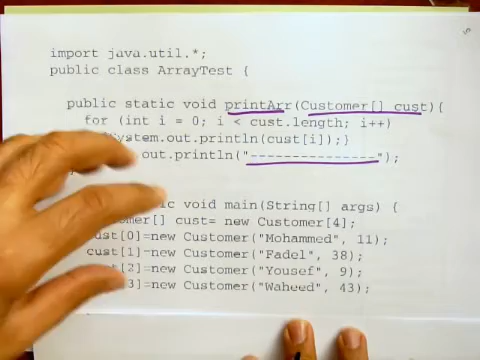 import java.util.*;
public class ArrayTest {
public static void printArr(Customer[] cust){
for (int i = 0; i < cust.length; i++)
System.out.println(cust[i]);}
out.println("---------------");
main(String[] args) {
cust= new Customer[4];
cust[0]=new Customer("Mohammed", 11);
cust[1]=new Customer("Fadel", 38);
[2]=new Customer("Yousef", 9);
3]=new Customer("Waheed", 43);